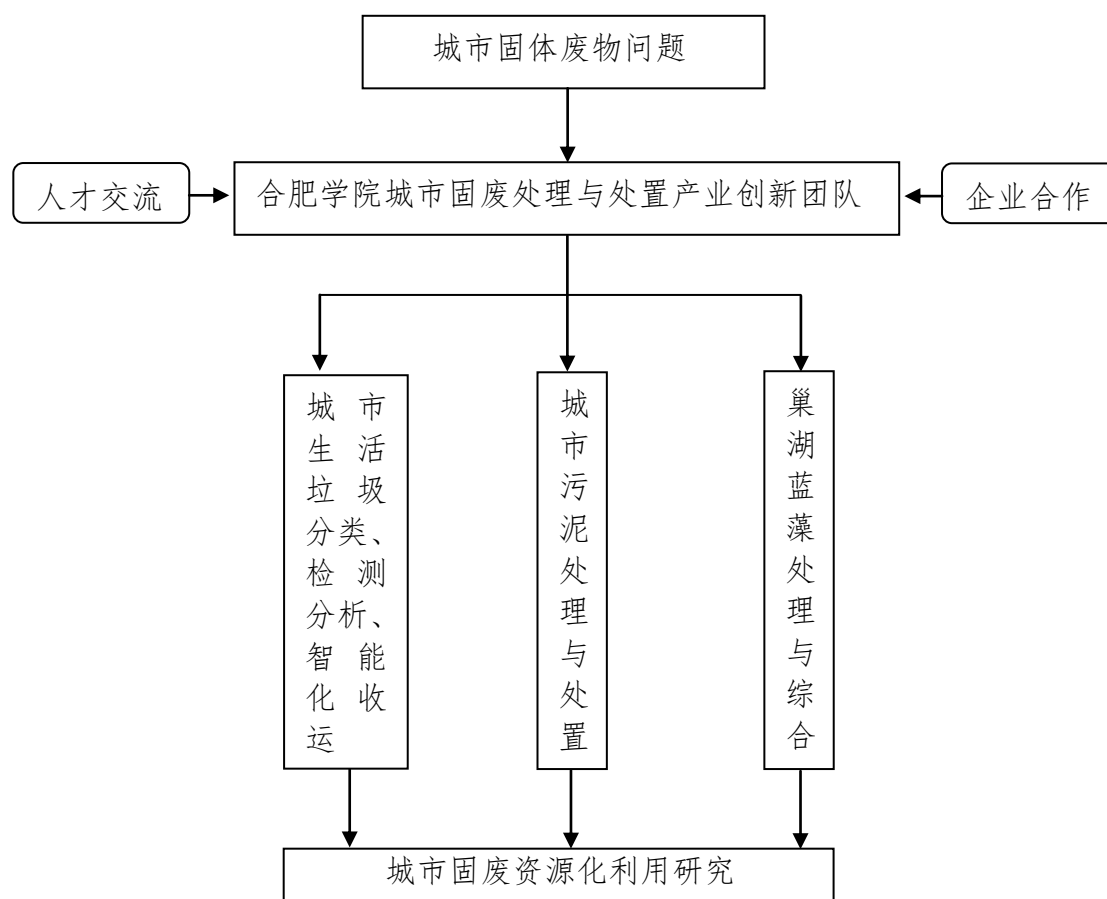 城市固体废物问题
人才交流
合肥学院城市固废处理与处置产业创新团队
企业合作
城市
生活
垃圾
分类、
检测
分析、
智能
化收
运
城
市
污
泥
处
理
与
处
置
巢
湖
蓝
藻
处
理
与
综
合
城市固废资源化利用研究